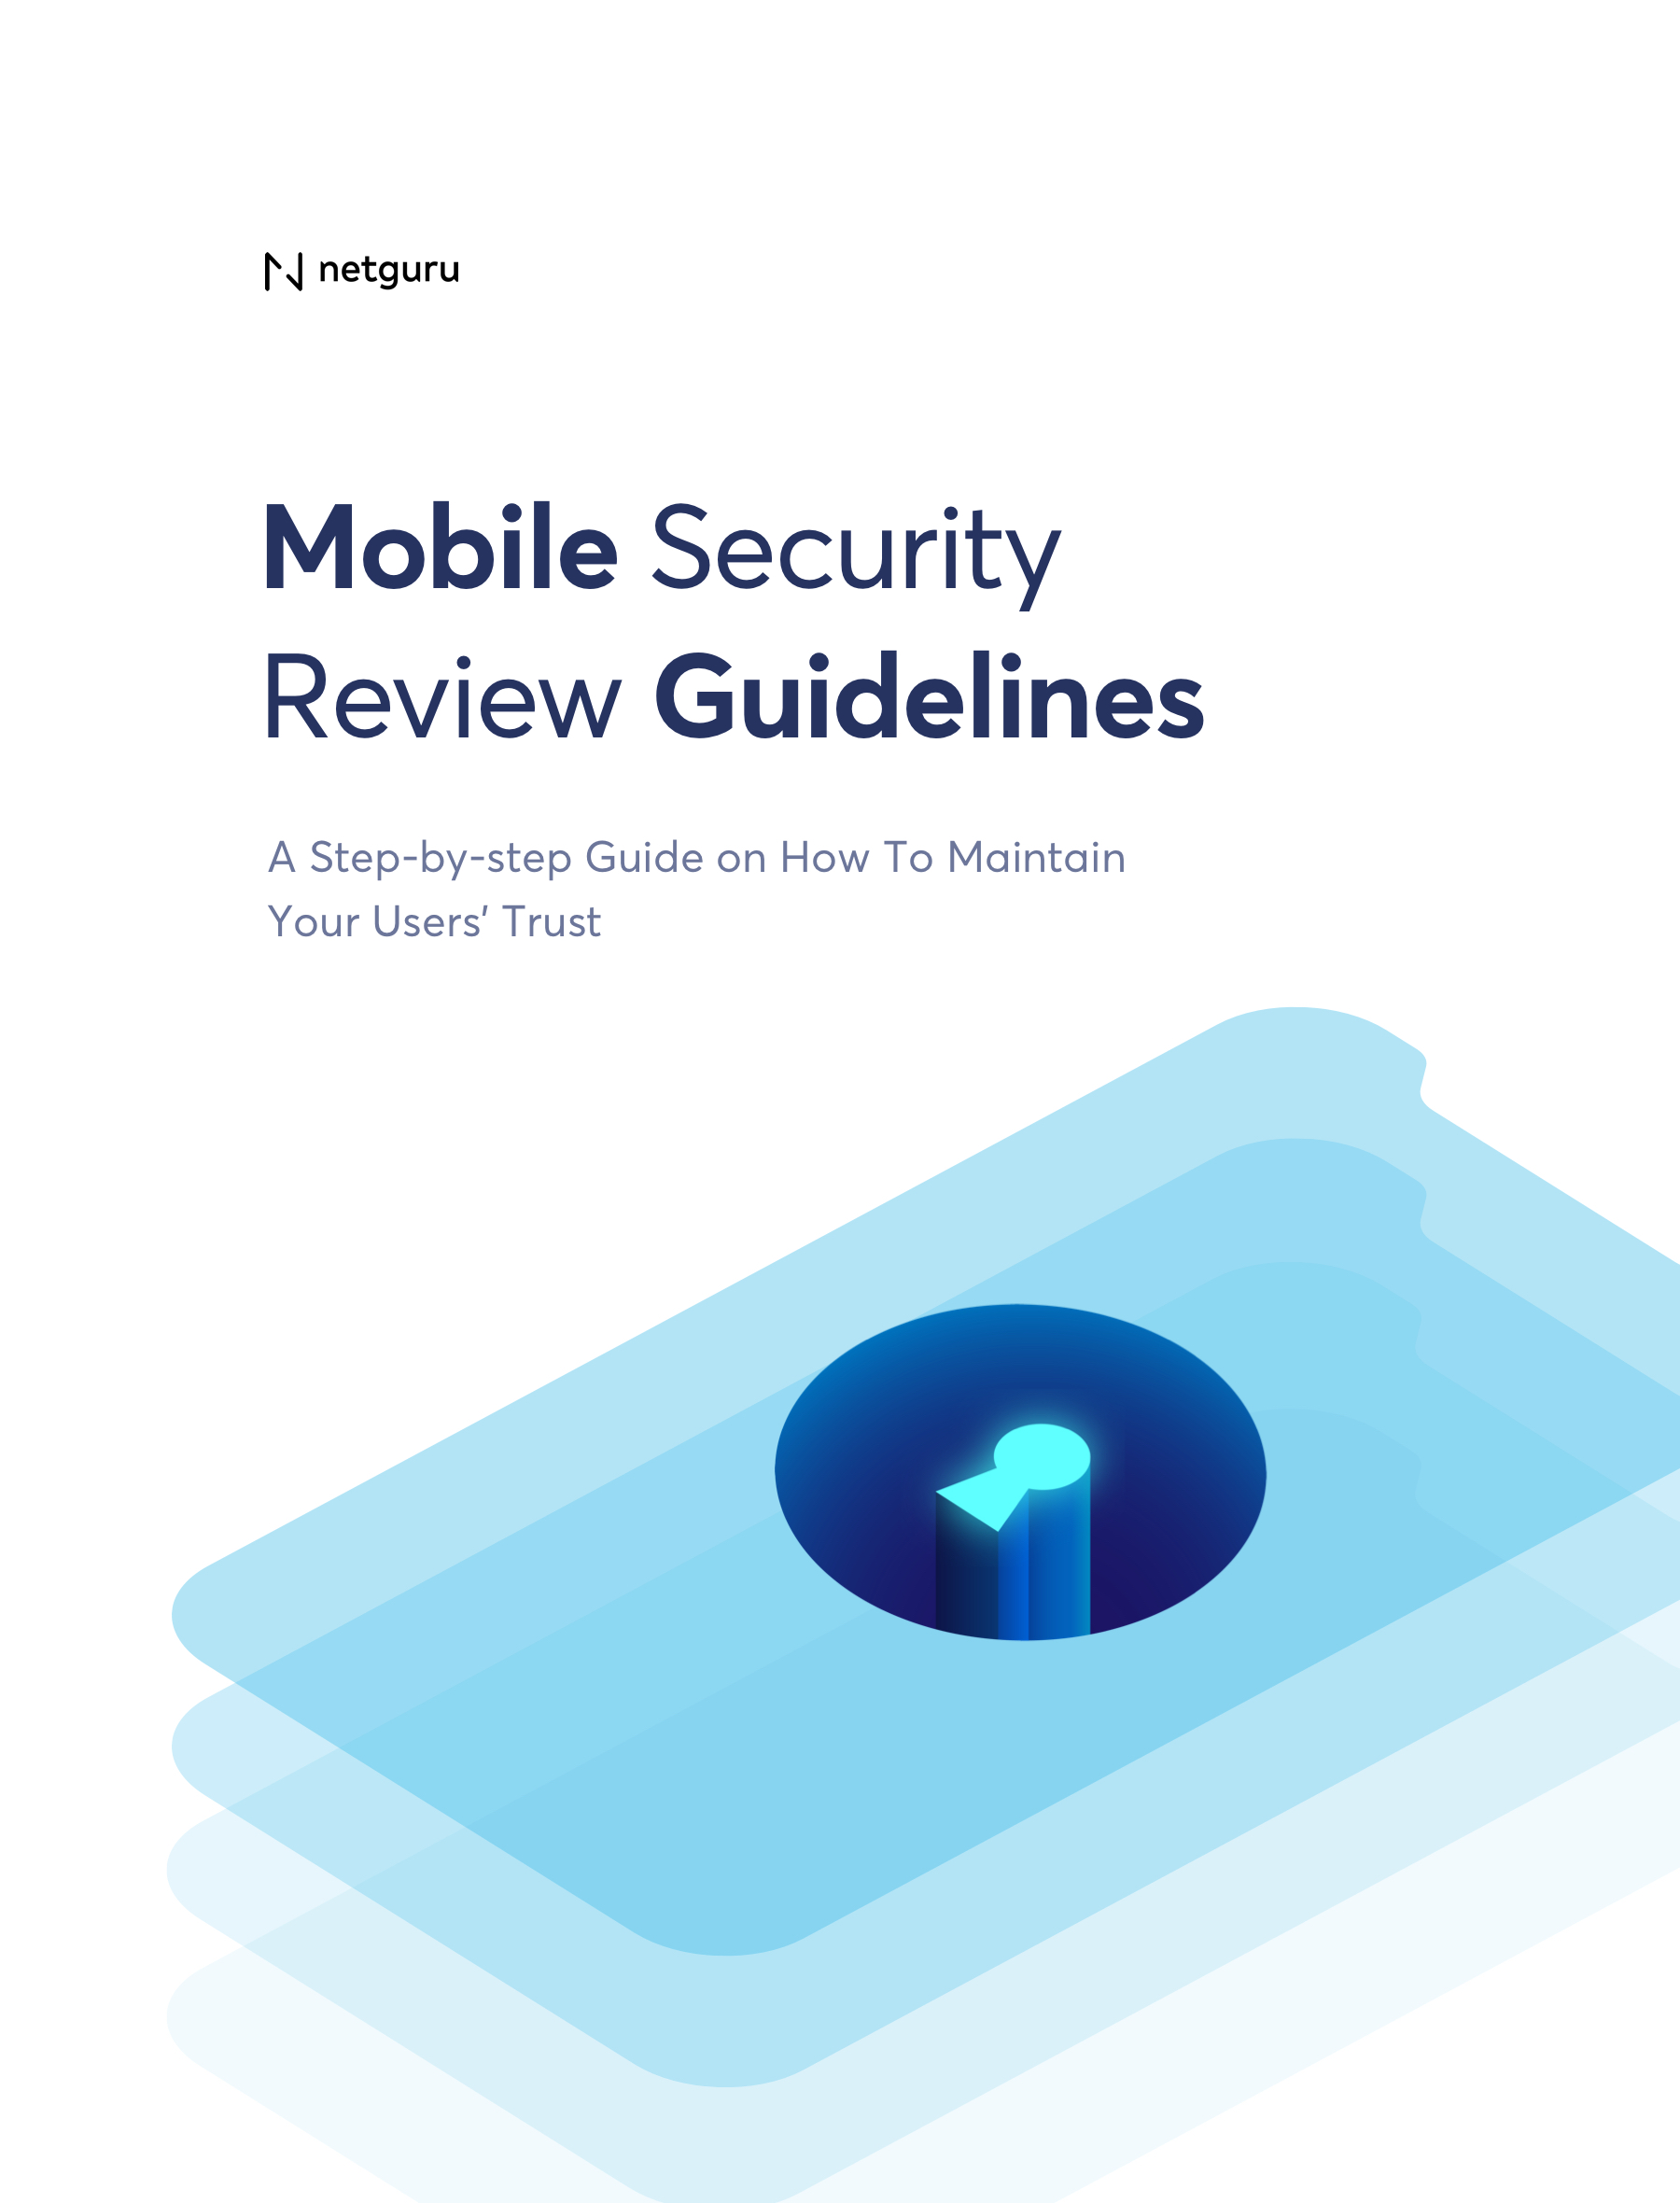 netguru
Mobile Security
Review Guidelines
A Step-by-step Guide on How To Maintain
Your Users’ Trust